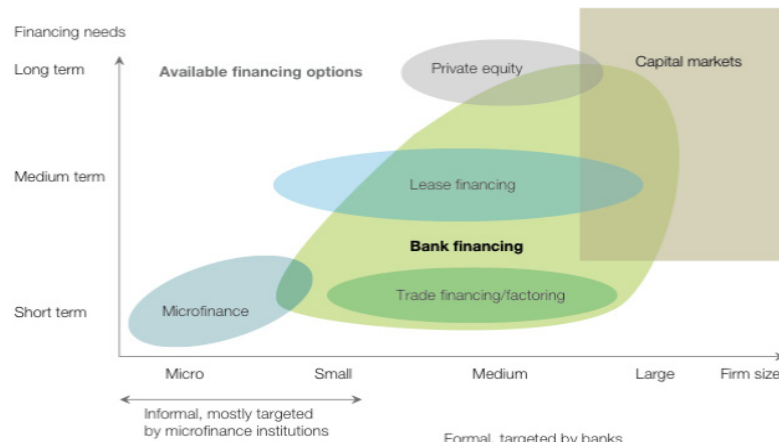 Financing needs
Long term
Available financing options
Private equity
Capital markets
Medium term
Lease financing
Bank financing
Trade financing/factoring
Short term
Microfinance
Micro
Small
Medium
Large
Firm size
Informal, mostly targeted
by microfinance institutions
Formal, targeted by banks